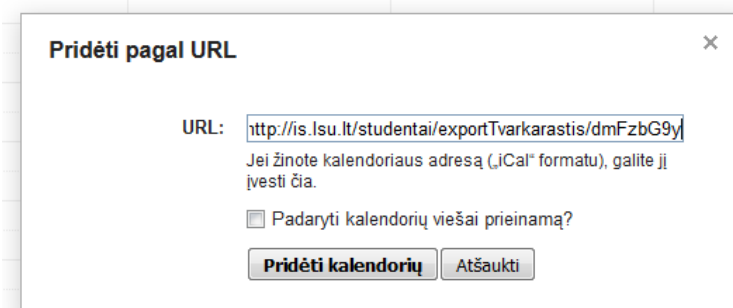 Pridėti pagal URL
×
URL: http://is.lsu.lt/studentai/exportTvarkarastis/dmFzbG9y
Jei žinote kalendoriaus adresą („iCal“ formatu), galite jį
įvesti čia.
Padaryti kalendorių viešai prieinamą?
Pridėti kalendorių Atšaukti